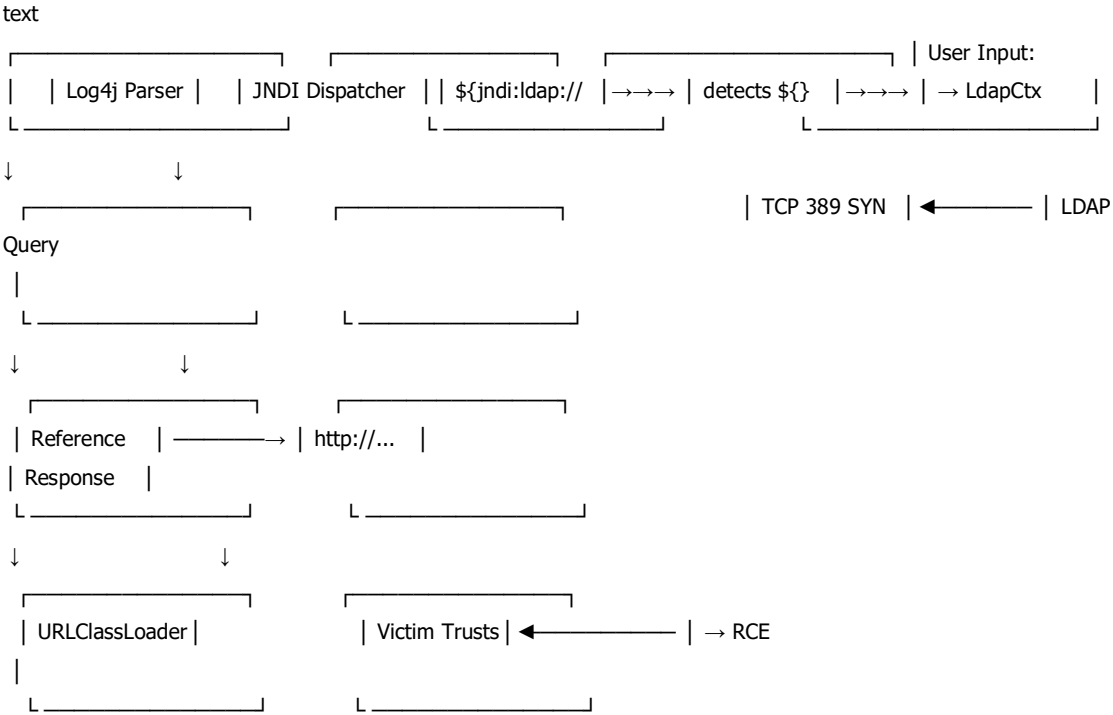 text
┌─────────────────────┐ ┌─────────────────┐ ┌──────────────────────┐ │ User Input:
│ │ Log4j Parser │ │ JNDI Dispatcher │ │ ${jndi:ldap:// │→→→ │ detects ${} │→→→ │ → LdapCtx │
└ ────────────────────┘ └ ─────────────────┘ └ ─────────────────────┘
↓ ↓
┌─────────────────┐ ┌─────────────────┐ │ TCP 389 SYN │ ◄─────── │ LDAP
Query
│
└ ─────────────────┘ └ ─────────────────┘
↓ ↓
┌─────────────────┐ ┌─────────────────┐
│ Reference │ ───────→ │ http://... │
│ Response │
└ ─────────────────┘ └ ─────────────────┘
↓ ↓
┌─────────────────┐ ┌─────────────────┐
│ URLClassLoader │ │ Victim Trusts │ ◄─────────── │ → RCE
│
└ ─────────────────┘ └ ─────────────────┘